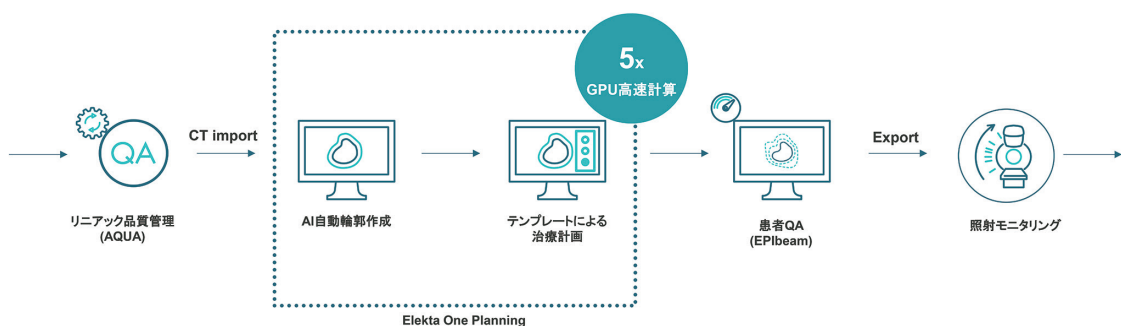 5x
GPU高速計算
QA
CT import
Export
リニアック品質管理
(AQUA)
AI自動輪郭作成
テンプレートによる
治療計画
患者QA
(EPIbeam)
照射モニタリング
Elekta One Planning